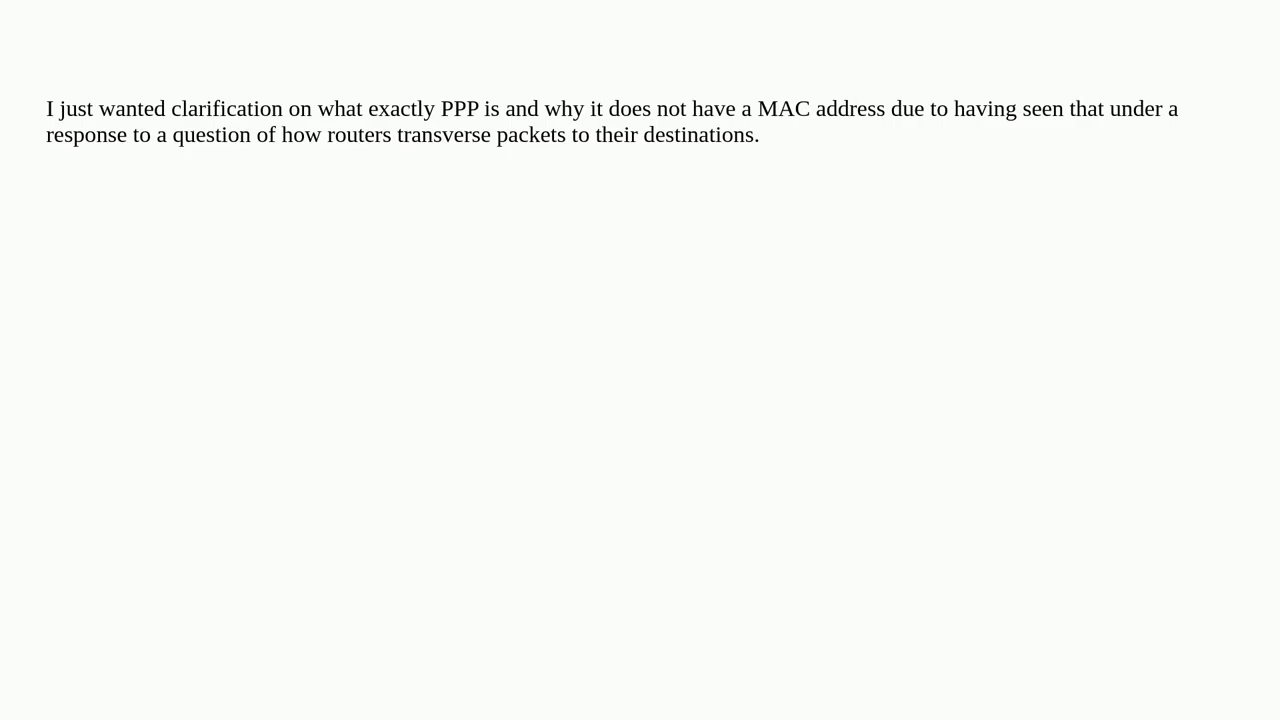 I just wanted clarification on what exactly PPP is and why it does not have a MAC address due to having seen that under a
response to a question of how routers transverse packets to their destinations.